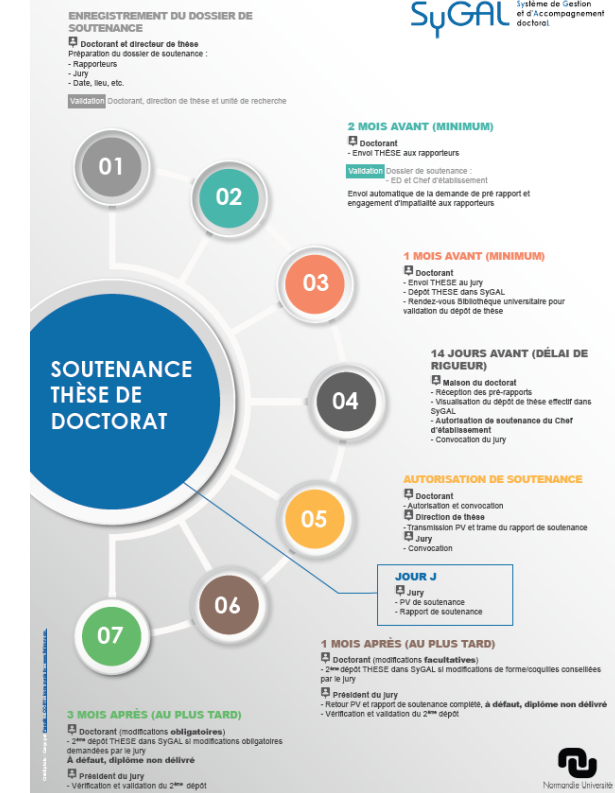 ENREGISTREMENT DU DOSSIER DE
SOUTENANCE
Doctorant et directeur de thèse
Préparation du dossier de soutenance :
- Rapporteurs
- Jury
- Date, lieu, etc.
Validation Doctorant, direction de thèse et unité de recherche
SyGAL
Système de Gestion
et d'Accompagnement
doctoral
01
2 MOIS AVANT (MINIMUM)
Doctorant
- Envoi THÈSE aux rapporteurs
Validation Dossier de soutenance :
- ED et Chef d'établissement
Envoi automatique de la demande de pré rapport et
engagement d'impatialité aux rapporteurs
02
1 MOIS AVANT (MINIMUM)
Doctorant
- Envoi THESE au jury
- Dépôt THESE dans SyGAL
- Rendez-vous Bibliothèque universitaire pour
validation du dépôt de thèse
03
14 JOURS AVANT (DÉLAI DE
RIGUEUR)
Maison du doctorat
- Réception des pré-rapports
- Visualisation du dépôt de thèse effectif dans
SyGAL
- Autorisation de soutenance du Chef
d'établissement
- Convocation du jury
04
SOUTENANCE
THÈSE DE
DOCTORAT
AUTORISATION DE SOUTENANCE
Doctorant
- Autorisation et convocation
Direction de thèse
- Transmission PV et trame du rapport de soutenance
Jury
- Convocation
05
JOUR J
Jury
- PV de soutenance
- Rapport de soutenance
06
1 MOIS APRÈS (AU PLUS TARD)
Doctorant (modifications facultatives)
- 2ème dépôt THESE dans SyGAL si modifications de forme/coquilles conseillées
par le jury
Président du jury
- Retour PV et rapport de soutenance complété, à défaut, diplôme non délivré
- Vérification et validation du 2ème dépôt
07
3 MOIS APRÈS (AU PLUS TARD)
Doctorant (modifications obligatoires)
- 2ème dépôt THESE dans SyGAL si modifications obligatoires
demandées par le jury
À défaut, diplôme non délivré
Président du jury
- Vérification et validation du 2ème dépôt
Normandie Université